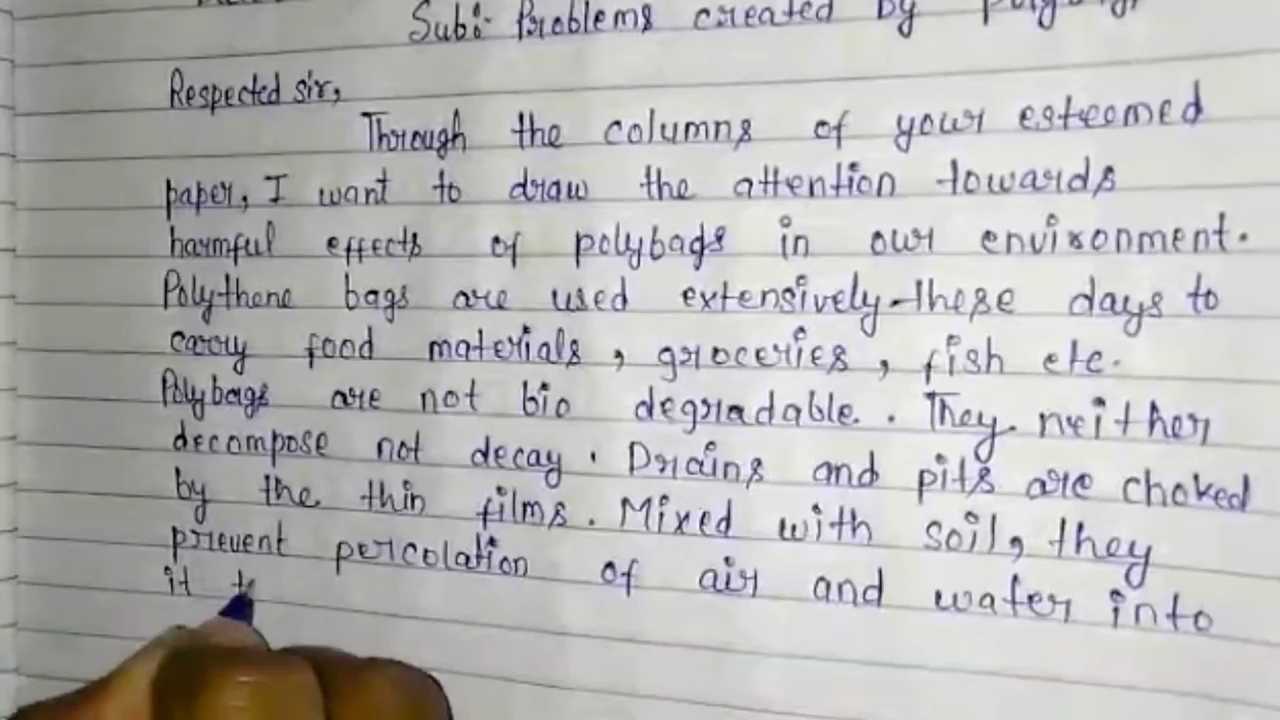 Sub:- Problems created by
Respected sir,
Through the columns of your esteemed
paper, I want to draw the attention towards
harmful effects of polybags in our environment.
Polythene bags are used extensively these days to
carry food materials, groceries, fish etc.
Polybags are not bio degradable. They neither
decompose not decay. Drains and pits are choked
by the thin films. Mixed with soil, they
prevent percolation of air and water into
it